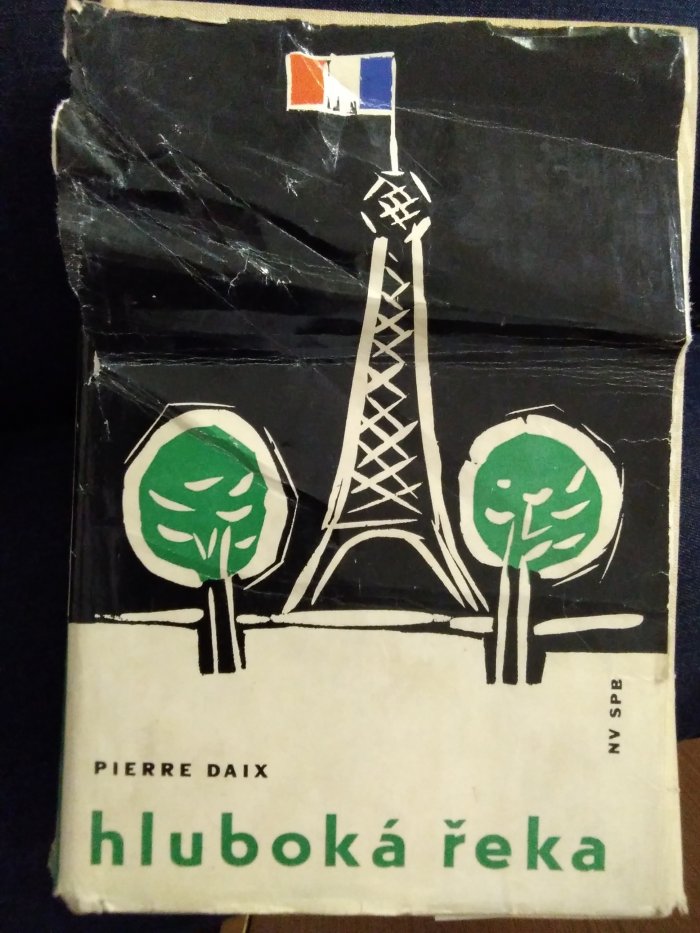 NV SPB
PIERRE DAIX
hluboká řeka